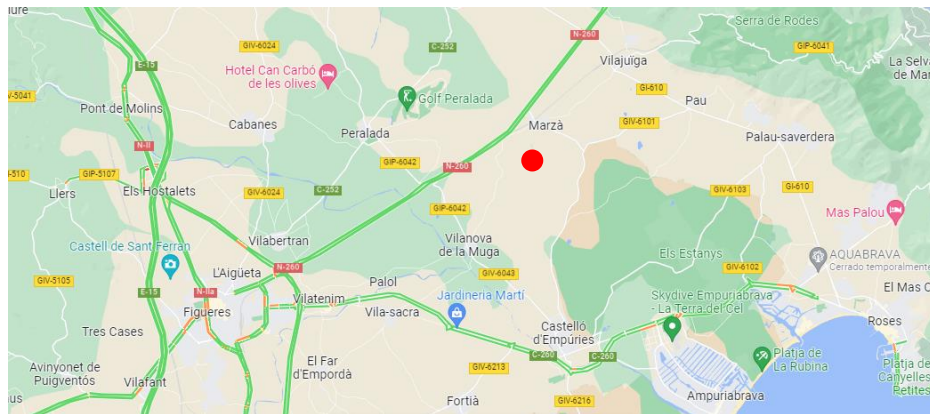 Serra de Rodes
N-260
GIV-6024
C-252
GIP-6041
Vilajuïga
La Selva
de Mar
E-15
Hotel Can Carbó
de les olives
GI-610
Golf Peralada
Pau
Pont de Molins
Cabanes
Peralada
Marzà
GIV-6101
Palau-saverdera
N-II
GIP-6042
N-260
GIP-5107
Llers
Els Hostalets
GIV-6024
C-252
GIV-6103
GI-610
GIP-6042
Mas Palou
Castell de Sant Ferran
Vilabertran
Vilanova
de la Muga
Els Estanys
AQUABRAVA
Cerrado temporalmente
GIV-5105
L'Aigüeta
N-260
GIV-6043
GIV-6102
E-15
N-IIa
Palol
El Mas
Figueres
Vilatenim
Vila-sacra
Jardineria Martí
Skydive Empuriabrava
- La Terra del Cel
Tres Cases
Castelló
d'Empúries
Roses
C-260
C-260
Avinyonet de
Puigventós
El Far
d'Empordà
GIV-6213
Platja de
La Rubina
Platja de
Canyelles
Petites
Vilafant
Fortià
GIV-6216
Ampuriabrava